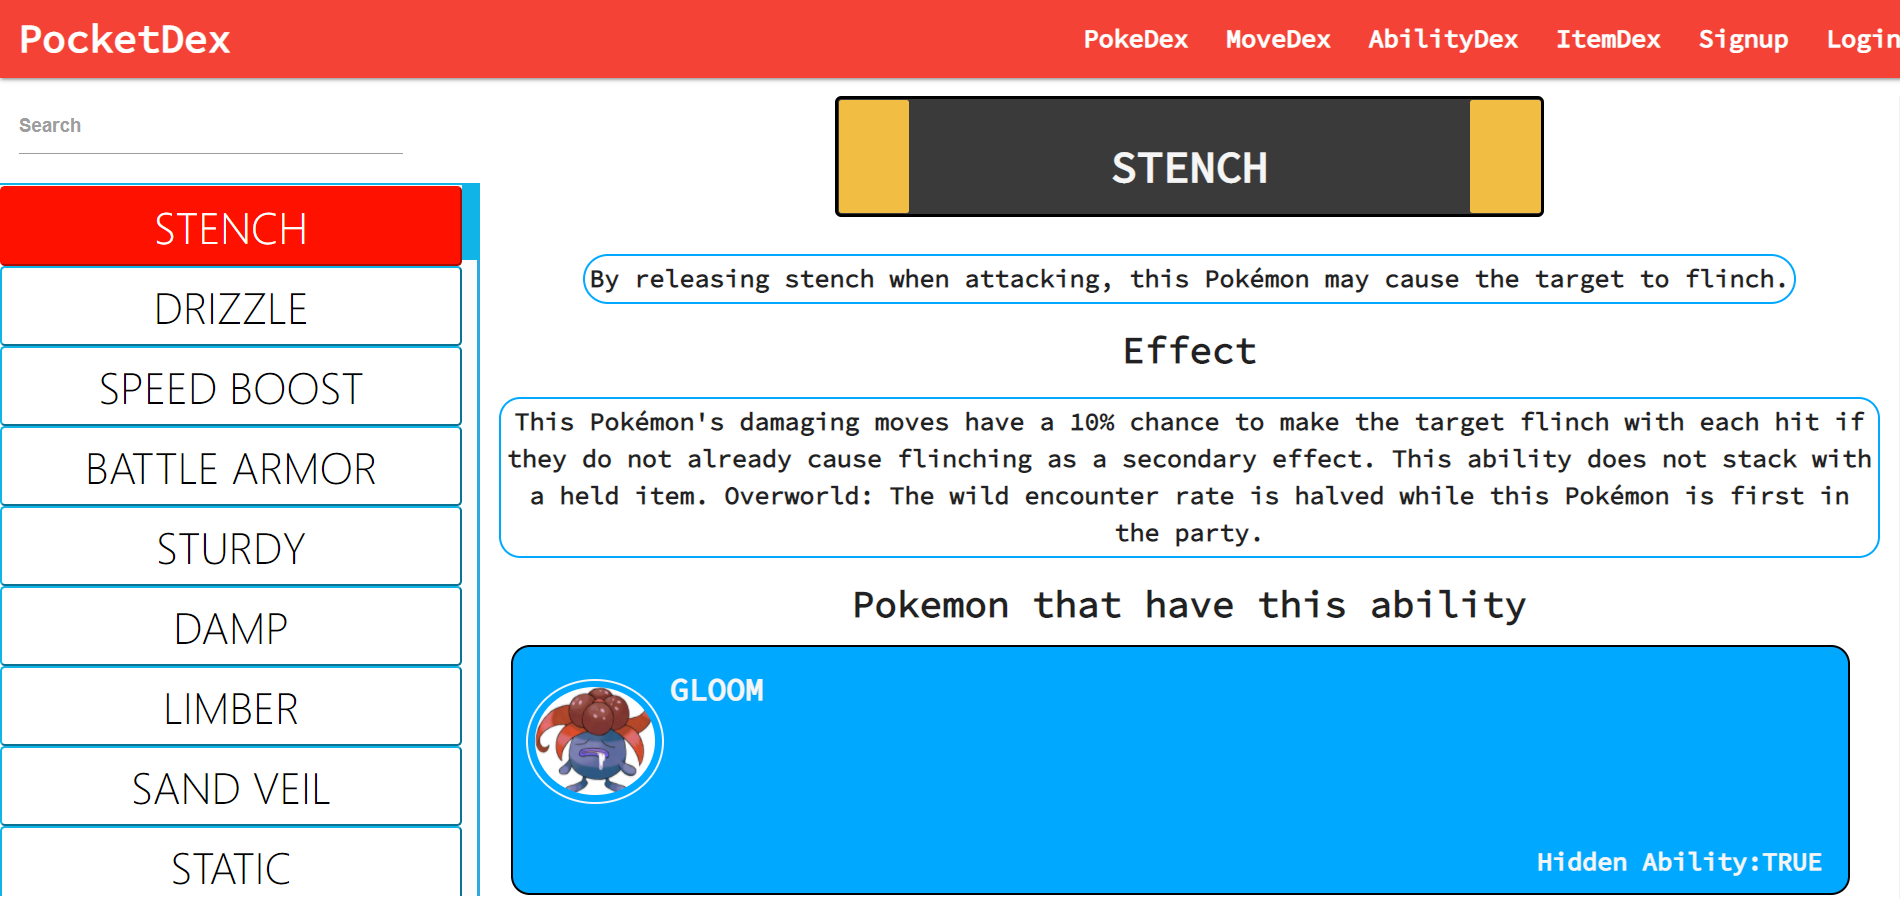 PocketDex
PokeDex MoveDex AbilityDex ItemDex Signup Login
Search
STENCH
DRIZZLE
SPEED BOOST
BATTLE ARMOR
STURDY
DAMP
LIMBER
SAND VEIL
STATIC
STENCH
By releasing stench when attacking, this Pokémon may cause the target to flinch.
Effect
This Pokémon's damaging moves have a 10% chance to make the target flinch with each hit if
they do not already cause flinching as a secondary effect. This ability does not stack with
a held item. Overworld: The wild encounter rate is halved while this Pokémon is first in
the party.
Pokemon that have this ability
GLOOM
Hidden Ability:TRUE